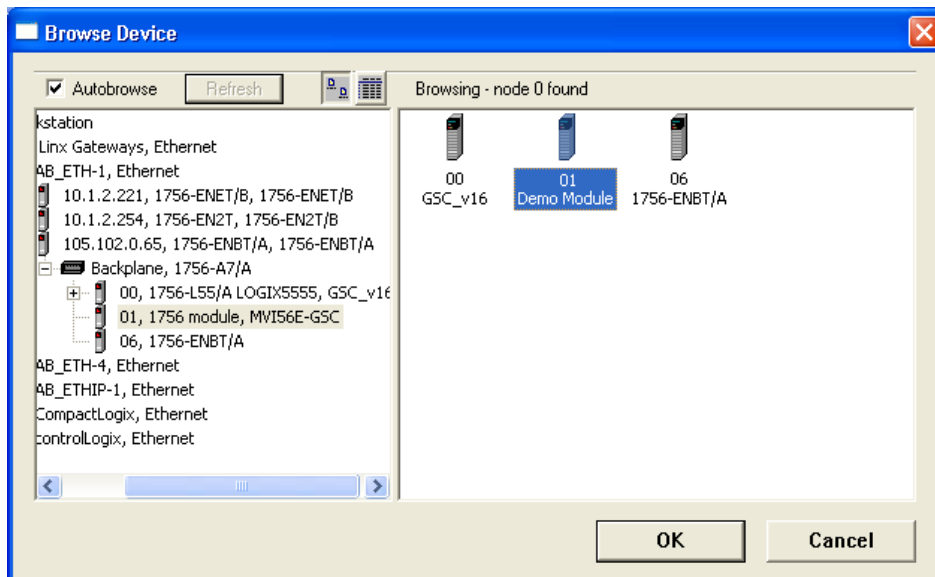 Browse Device
Autobrowse
Refresh
Browsing - node 0 found
kstation
Linx Gateways, Ethernet
AB_ETH-1, Ethernet
10.1.2.221, 1756-ENET/B, 1756-ENET/B
10.1.2.254, 1756-EN2T, 1756-EN2T/B
105.102.0.65, 1756-ENBT/A, 1756-ENBT/A
Backplane, 1756-A7/A
00, 1756-L55/A LOGIX5555, GSC_v16
01, 1756 module, MVI56E-GSC
06, 1756-ENBT/A
AB_ETH-4, Ethernet
AB_ETHIP-1, Ethernet
CompactLogix, Ethernet
controlLogix, Ethernet
00
GSC_v16
01
Demo Module
06
1756-ENBT/A
OK
Cancel